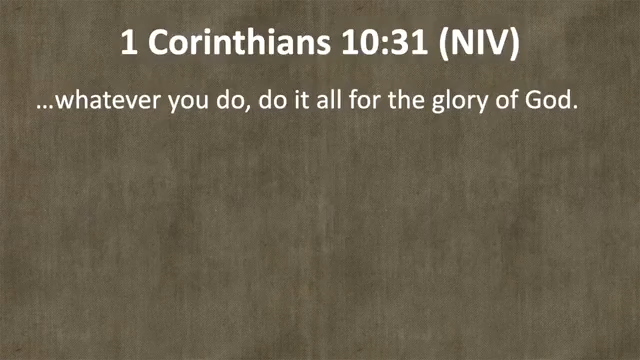 1 Corinthians 10:31 (NIV)
…whatever you do, do it all for the glory of God.